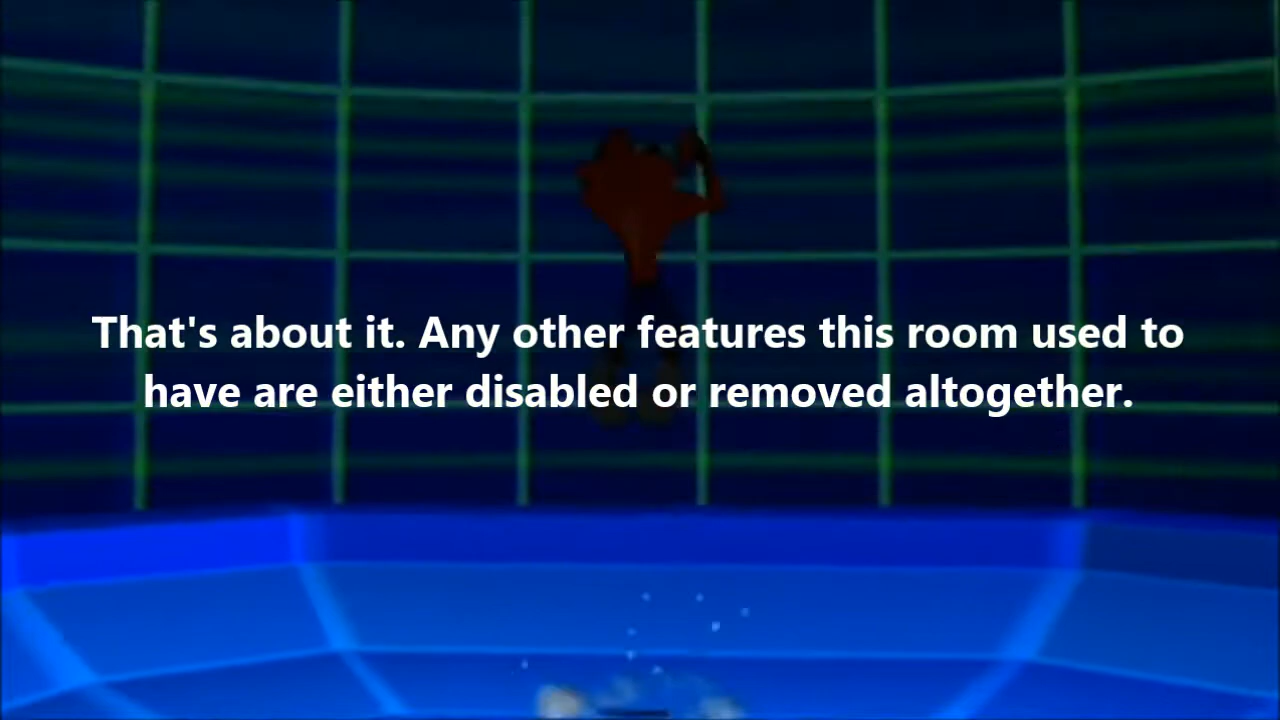 That's about it. Any other features this room used to
have are either disabled or removed altogether.